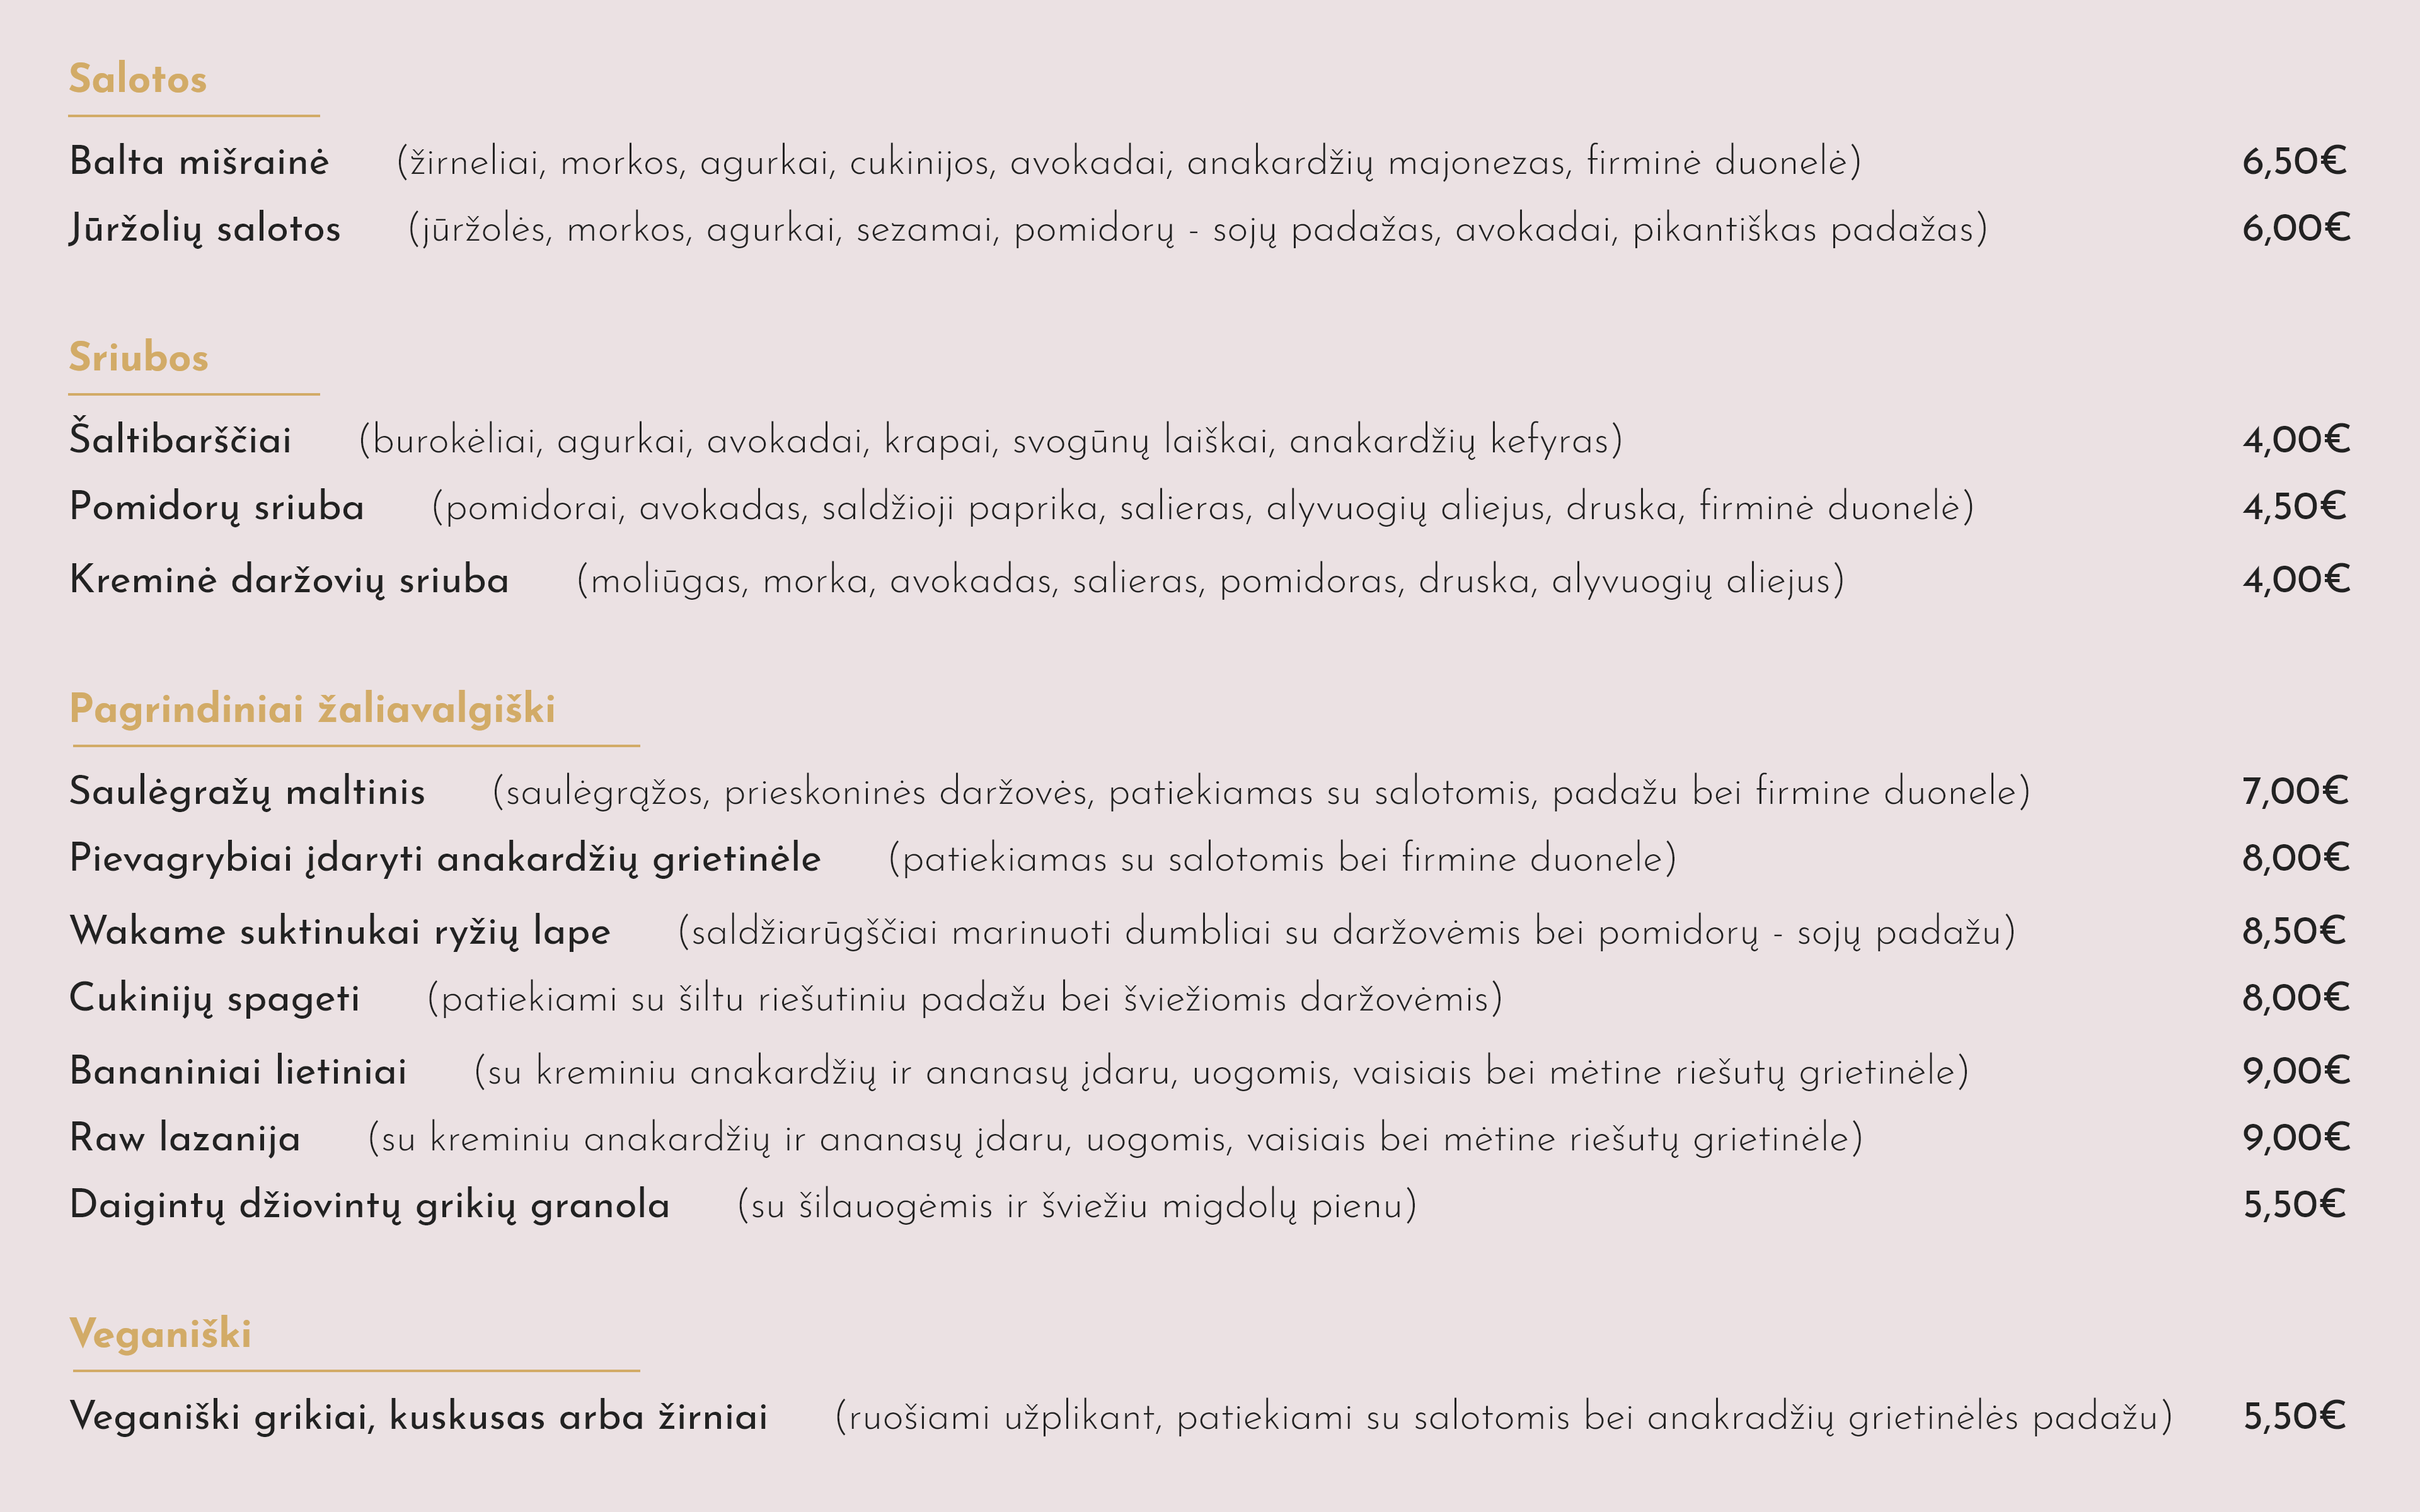 Salotos
Balta mišrainė (žirneliai, morkos, agurkai, cukinijos, avokadai, anakardžių majonezas, firminė duonelė) 6,50€
Jūržolių salotos (jūržolės, morkos, agurkai, sezamai, pomidorų - sojų padažas, avokadai, pikantiškas padažas) 6,00€
Sriubos
Šaltibarščiai (burokėliai, agurkai, avokadai, krapai, svogūnų laiškai, anakardžių kefyras) 4,00€
Pomidorų sriuba (pomidorai, avokadas, saldžioji paprika, salieras, alyvuogių aliejus, druska, firminė duonelė) 4,50€
Kreminė daržovių sriuba (moliūgas, morka, avokadas, salieras, pomidoras, druska, alyvuogių aliejus) 4,00€
Pagrindiniai žaliavalgiški
Saulėgražų maltinis (saulėgrąžos, prieskoninės daržovės, patiekiamas su salotomis, padažu bei firmine duonele) 7,00€
Pievagrybiai įdaryti anakardžių grietinėle (patiekiamas su salotomis bei firmine duonele) 8,00€
Wakame suktinukai ryžių lape (saldžiarūgščiai marinuoti dumbliai su daržovėmis bei pomidorų - sojų padažu) 8,50€
Cukinijų spageti (patiekiami su šiltu riešutiniu padažu bei šviežiomis daržovėmis) 8,00€
Bananiniai lietiniai (su kreminiu anakardžių ir ananasų įdaru, uogomis, vaisiais bei mėtine riešutų grietinėle) 9,00€
Raw lazanija (su kreminiu anakardžių ir ananasų įdaru, uogomis, vaisiais bei mėtine riešutų grietinėle) 9,00€
Daigintų džiovintų grikių granola (su šilauogėmis ir šviežiu migdolų pienu) 5,50€
Veganiški
Veganiški grikiai, kuskusas arba žirniai (ruošiami užplikant, patiekiami su salotomis bei anakradžių grietinėlės padažu) 5,50€